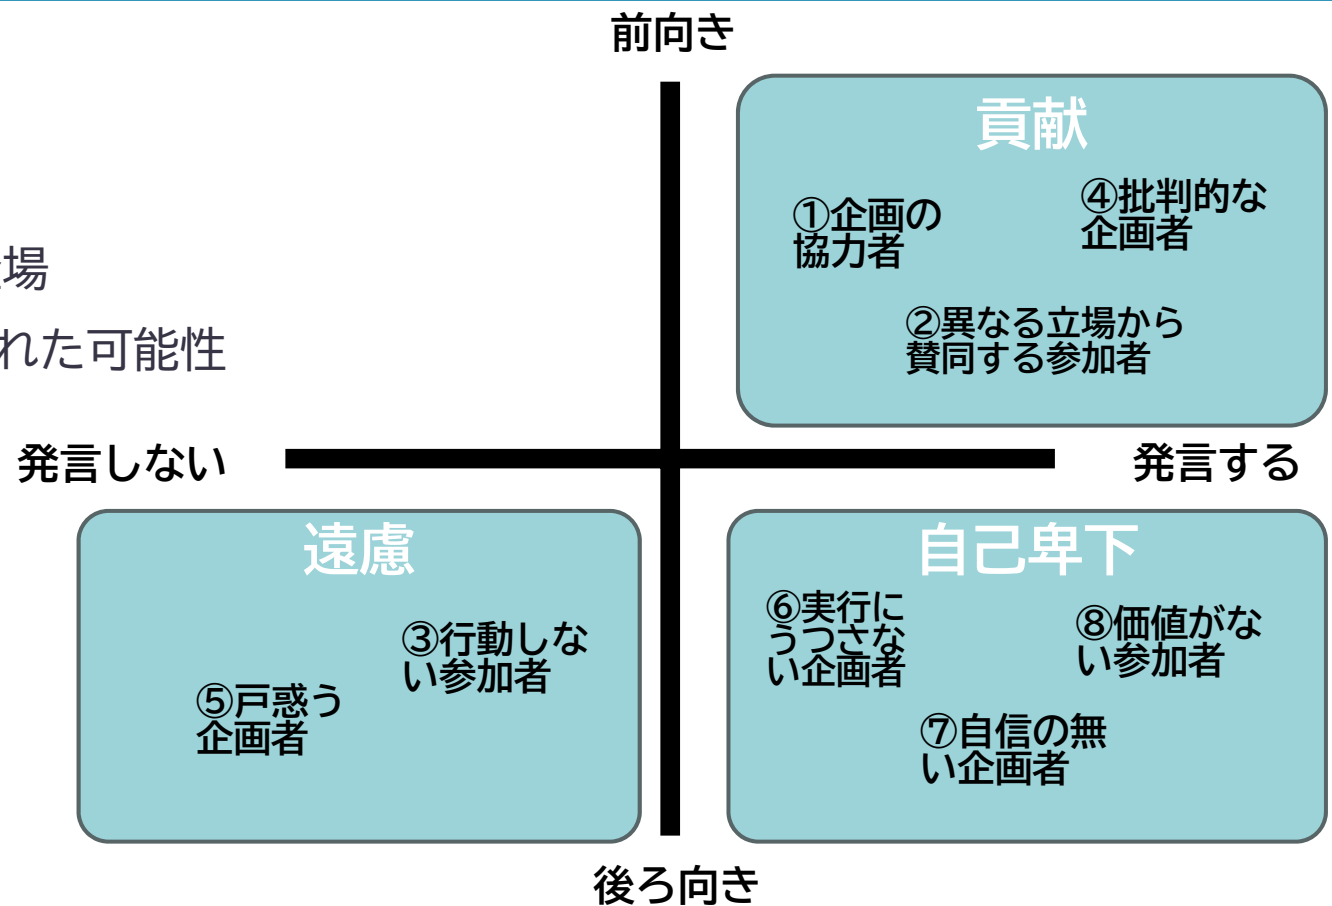 前向き
貢献
①企画の
協力者
④批判的な
企画者
②異なる立場から
賛同する参加者
場
れた可能性
発言しない
発言する
遠慮
③行動しな
い参加者
⑤戸惑う
企画者
自己卑下
⑥実行に
うつさな
い企画者
⑧価値がな
い参加者
⑦自信の無
い企画者
後ろ向き